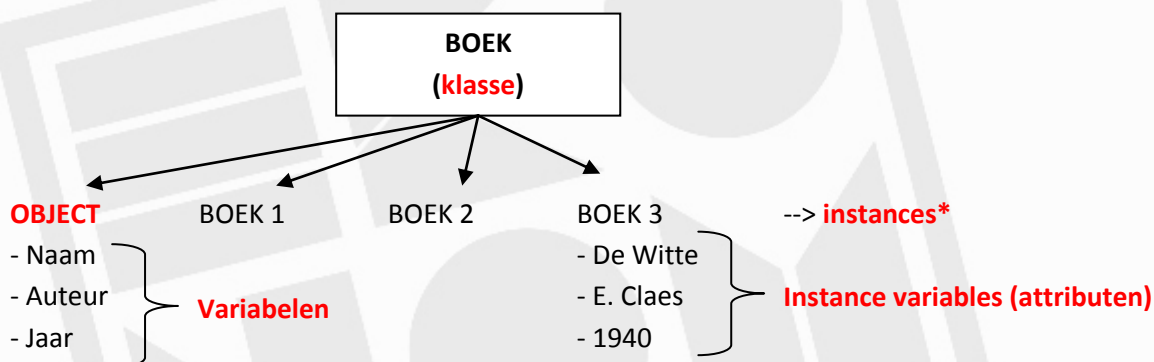 BOEK
(klasse)
OBJECT BOEK 1 BOEK 2 BOEK 3 --> instances*
- Naam - De Witte
- Auteur - E. Claes
Variabelen Instance variables (attributen)
- Jaar - 1940